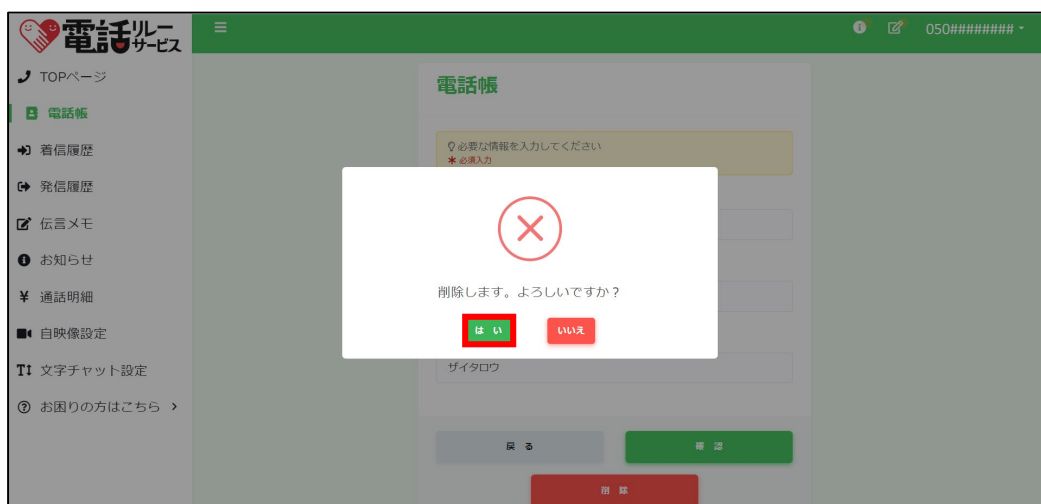 電話リレーサービス
050########
TOPページ
電話帳
着信履歴
発信履歴
伝言メモ
お知らせ
¥ 通話明細
自映像設定
T↕ 文字チャット設定
お困りの方はこちら >
電話帳
必要な情報を入力してください
* 必須入力
削除します。よろしいですか？
はい いいえ
ザイタロウ
戻る 確認
削除